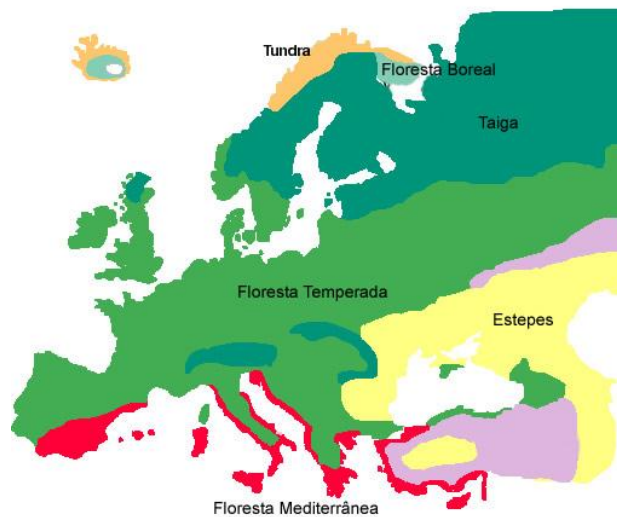 Tundra
Floresta Boreal
Taiga
Floresta Temperada
Estepes
Floresta Mediterrânea